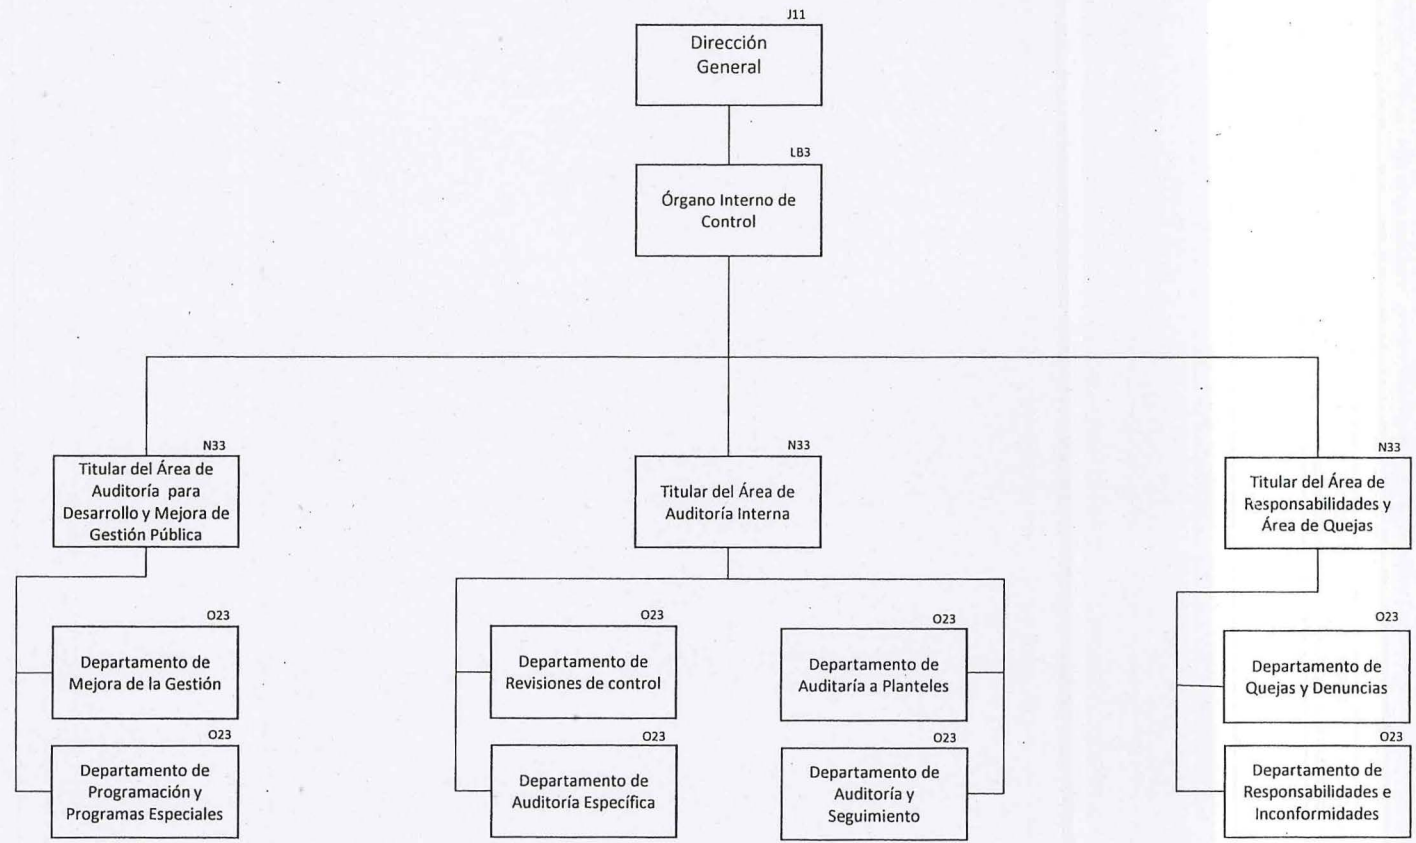 J11
Dirección
General
LB3
Órgano Interno de
Control
N33
Titular del Área de
Auditoría para
Desarrollo y Mejora de
Gestión Pública
N33
Titular del Área de
Auditoría Interna
N33
Titular del Área de
Responsabilidades y
Área de Quejas
O23
Departamento de
Mejora de la Gestión
O23
Departamento de
Programación y
Programas Especiales
O23
Departamento de
Revisiones de control
O23
Departamento de
Auditoría Específica
O23
Departamento de
Auditaría a Planteles
O23
Departamento de
Auditoría y
Seguimiento
O23
Departamento de
Quejas y Denuncias
O23
Departamento de
Responsabilidades e
Inconformidades